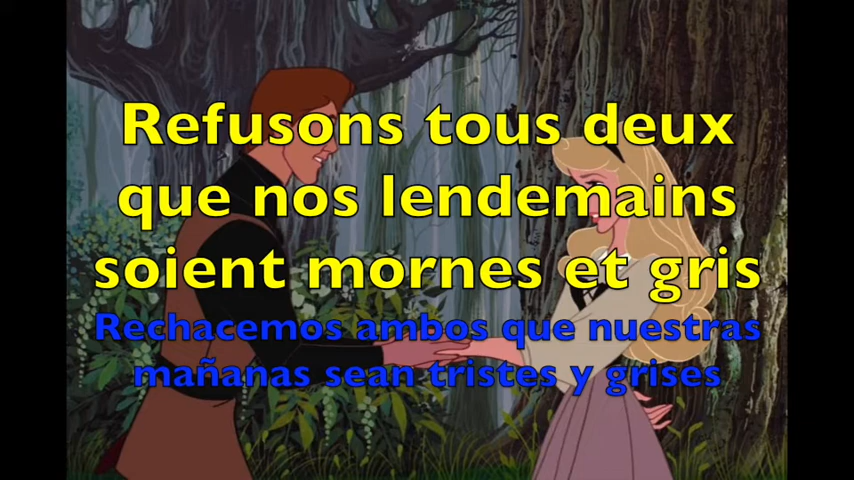 Refusons tous deux
que nos lendemains
soient mornes et gris
Rechacemos ambos que nuestras
mañanas sean tristes y grises